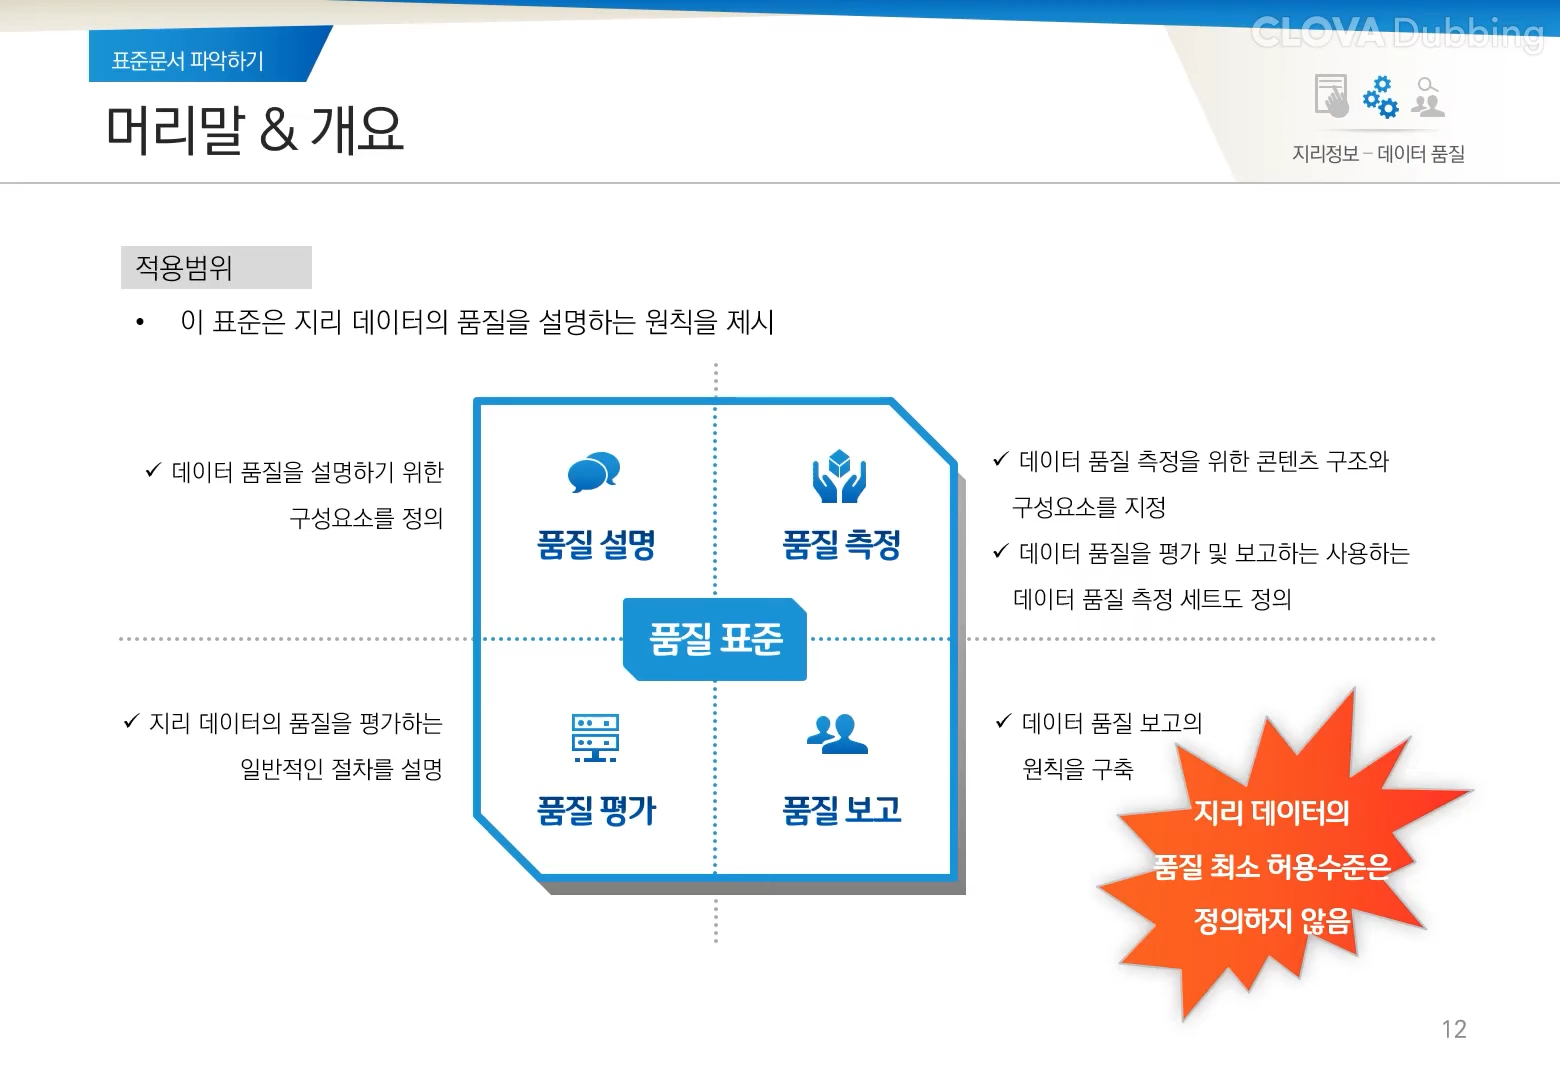 CLOVA Dubbing
표준문서 파악하기
머리말 & 개요
지리정보 – 데이터 품질
적용범위
• 이 표준은 지리 데이터의 품질을 설명하는 원칙을 제시
✓ 데이터 품질을 설명하기 위한
구성요소를 정의
품질 설명
품질 측정
✓ 데이터 품질 측정을 위한 콘텐츠 구조와
구성요소를 지정
✓ 데이터 품질을 평가 및 보고하는 사용하는
데이터 품질 측정 세트도 정의
품질 표준
✓ 지리 데이터의 품질을 평가하는
일반적인 절차를 설명
품질 평가
품질 보고
✓ 데이터 품질 보고의
원칙을 구축
지리 데이터의
품질 최소 허용수준은
정의하지 않음
12